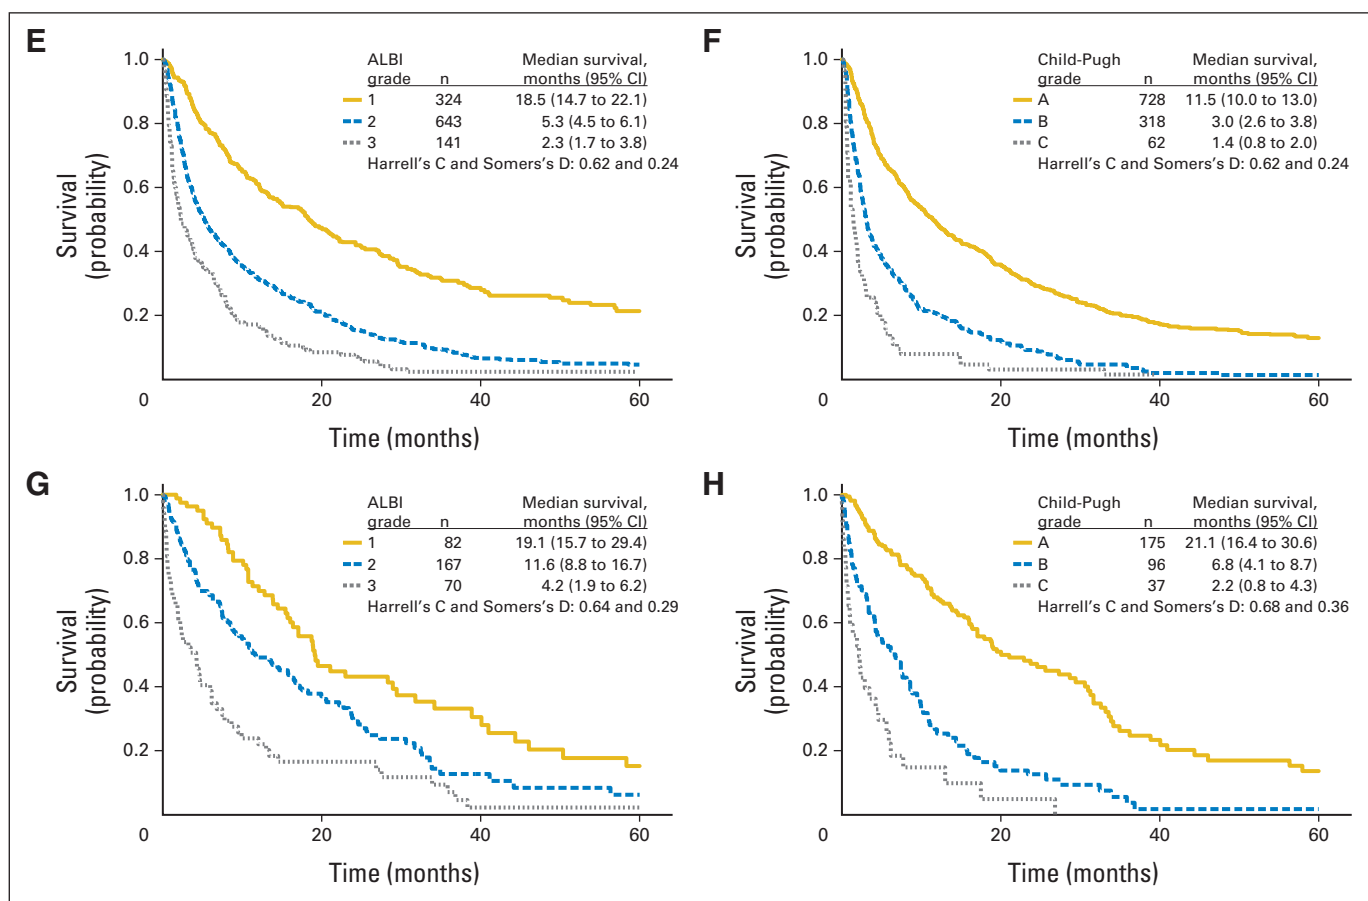 E
1.0
0.8
0.6
0.4
0.2
0
20
40
60
Survival
(probability)
Time (months)
ALBI Median survival,
grade n months (95% CI)
1 324 18.5 (14.7 to 22.1)
2 643 5.3 (4.5 to 6.1)
3 141 2.3 (1.7 to 3.8)
Harrell's C and Somers's D: 0.62 and 0.24
F
1.0
0.8
0.6
0.4
0.2
0
20
40
60
Survival
(probability)
Time (months)
Child-Pugh Median survival,
grade n months (95% CI)
A 728 11.5 (10.0 to 13.0)
B 318 3.0 (2.6 to 3.8)
C 62 1.4 (0.8 to 2.0)
Harrell's C and Somers's D: 0.62 and 0.24
G
1.0
0.8
0.6
0.4
0.2
0
20
40
60
Survival
(probability)
Time (months)
ALBI Median survival,
grade n months (95% CI)
1 82 19.1 (15.7 to 29.4)
2 167 11.6 (8.8 to 16.7)
3 70 4.2 (1.9 to 6.2)
Harrell's C and Somers's D: 0.64 and 0.29
H
1.0
0.8
0.6
0.4
0.2
0
20
40
60
Survival
(probability)
Time (months)
Child-Pugh Median survival,
grade n months (95% CI)
A 175 21.1 (16.4 to 30.6)
B 96 6.8 (4.1 to 8.7)
C 37 2.2 (0.8 to 4.3)
Harrell's C and Somers's D: 0.68 and 0.36